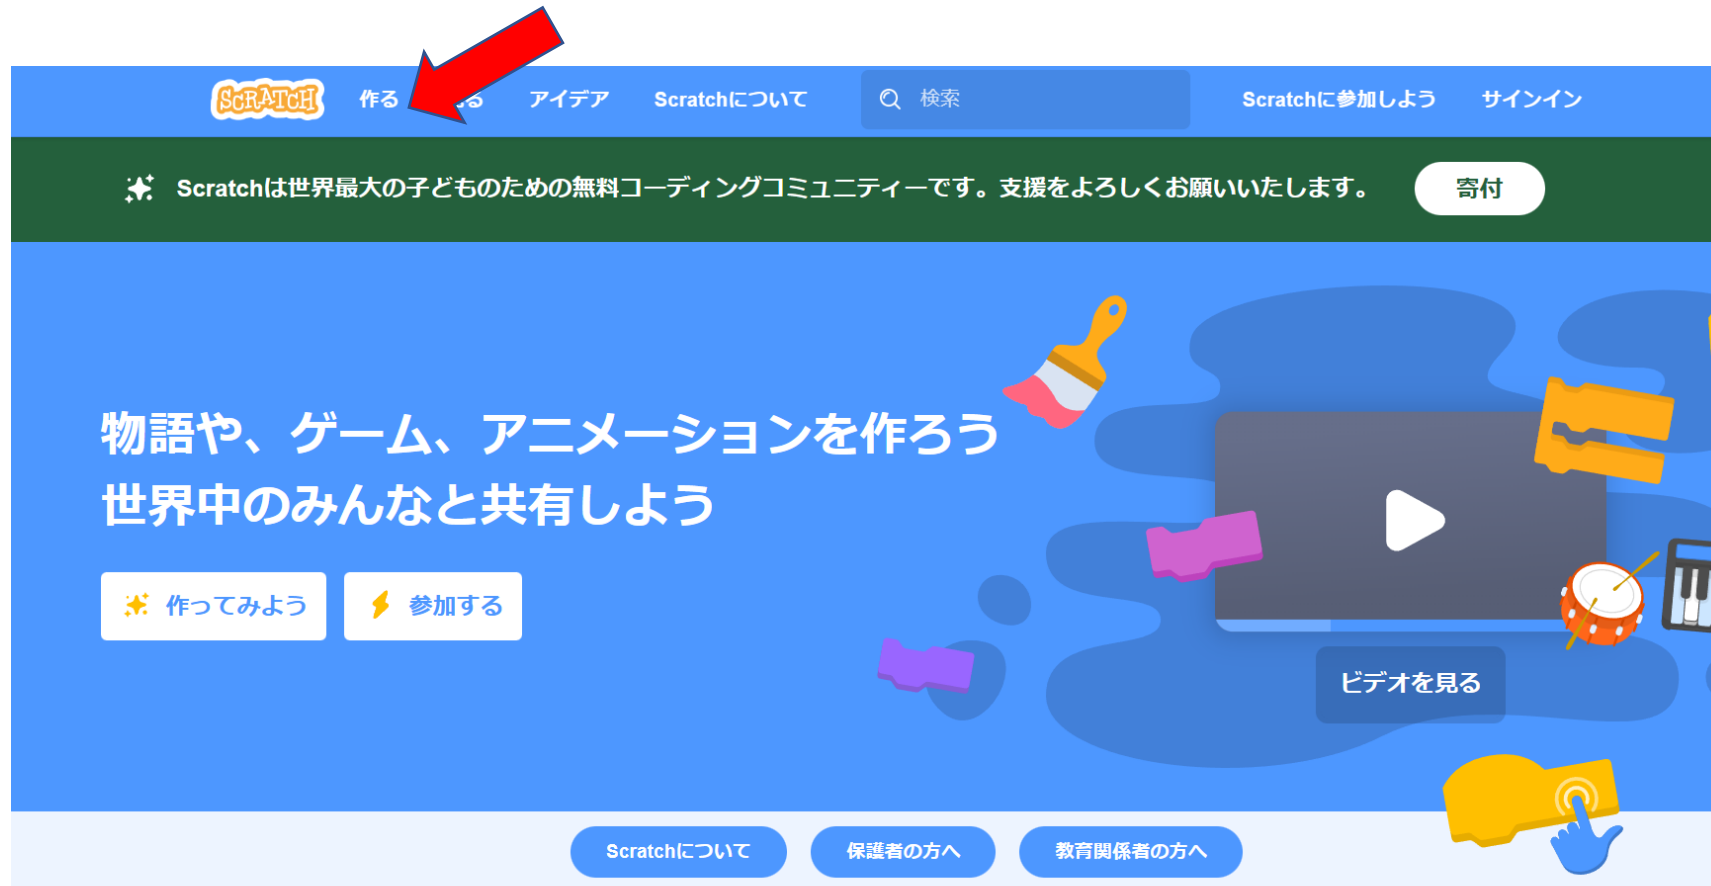 SCRATCH 作る る アイデア Scratchについて 検索 Scratchに参加しよう サインイン
Scratchは世界最大の子どものための無料コーディングコミュニティーです。支援をよろしくお願いいたします。 寄付
物語や、ゲーム、アニメーションを作ろう
世界中のみんなと共有しよう
作ってみよう 参加する
ビデオを見る
Scratchについて 保護者の方へ 教育関係者の方へ